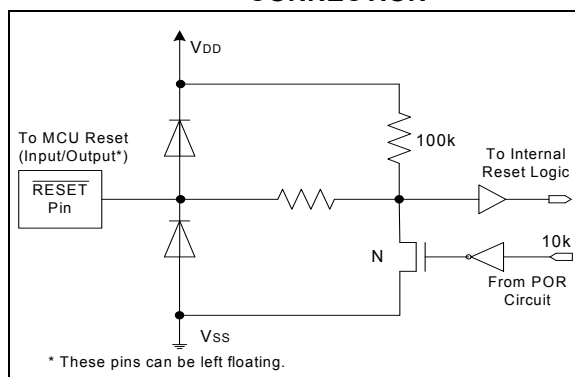 VDD
To MCU Reset
(Input/Output*)
RESET
Pin
100k
To Internal
Reset Logic
10k
N
From POR
Circuit
VSS
* These pins can be left floating.